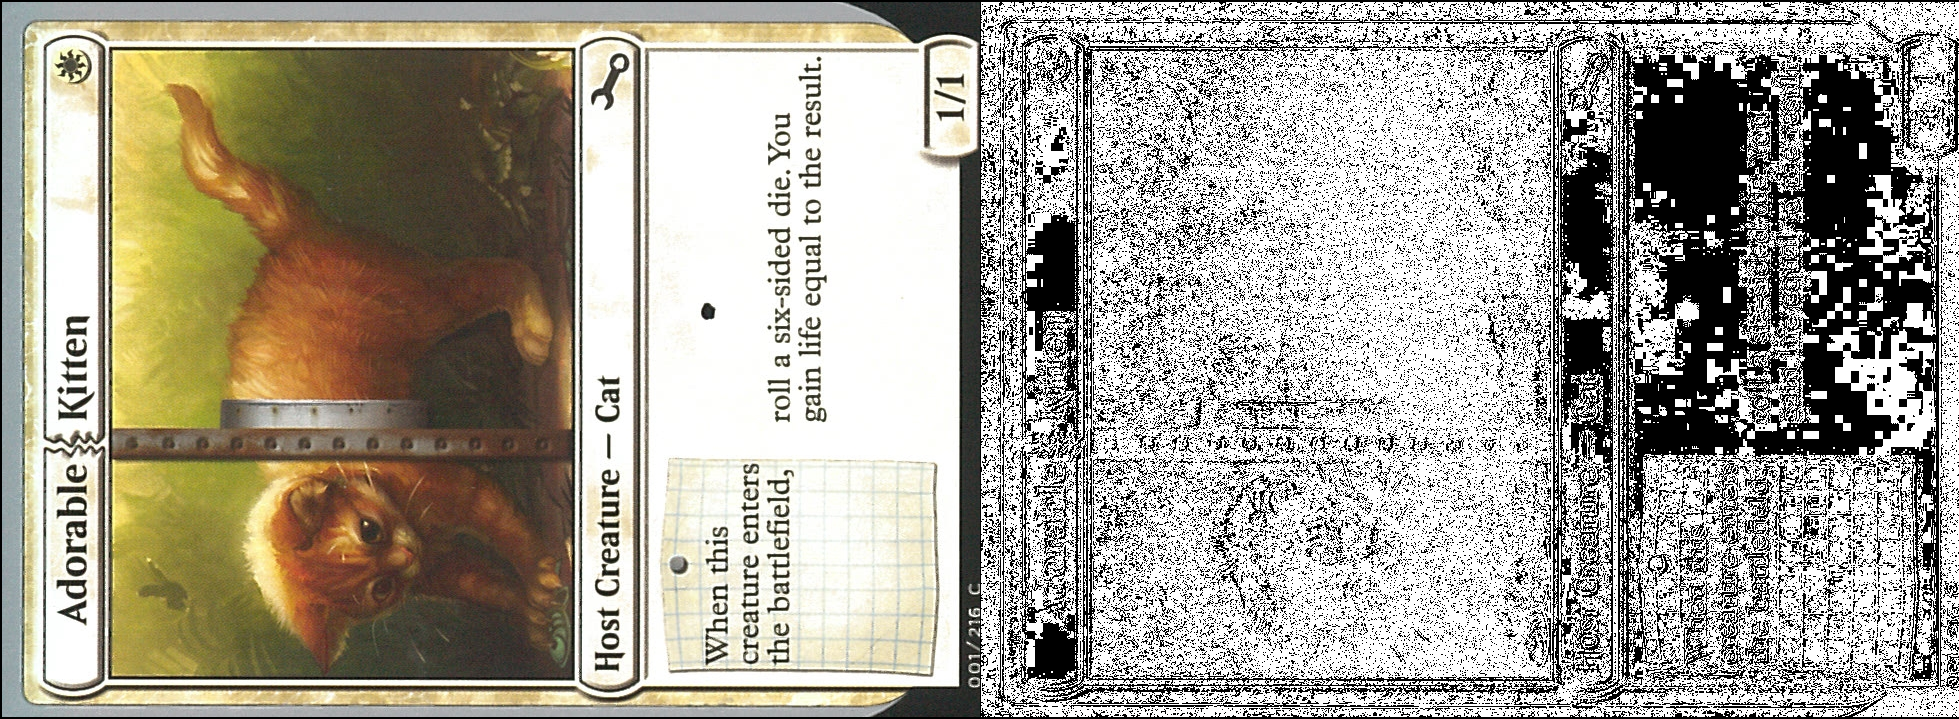 Adorable Kitten
Host Creature — Cat
When this
creature enters
the battlefield,
roll a six-sided die. You
gain life equal to the result.
1/1
001/216 C